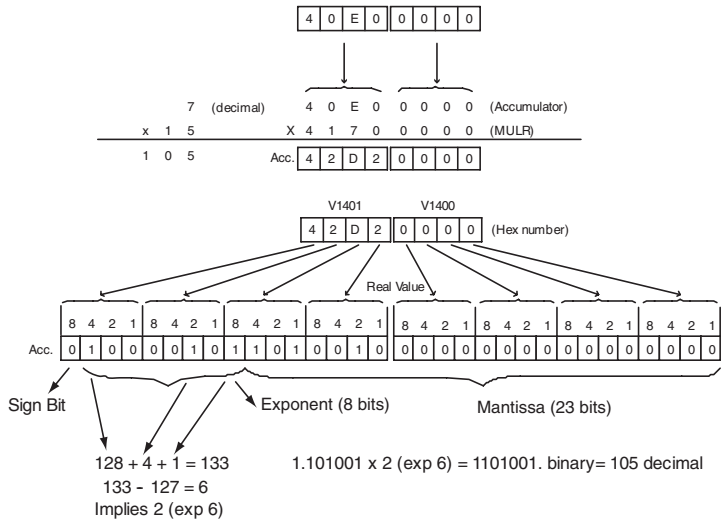 4 0 E 0 0 0 0 0
7 (decimal) 4 0 E 0 0 0 0 0 (Accumulator)
x 1 5 X 4 1 7 0 0 0 0 0 (MULR)
1 0 5 Acc. 4 2 D 2 0 0 0 0
V1401 V1400
4 2 D 2 0 0 0 0 (Hex number)
Real Value
8 4 2 1 8 4 2 1 8 4 2 1 8 4 2 1 8 4 2 1 8 4 2 1 8 4 2 1 8 4 2 1
Acc. 0 1 0 0 0 0 1 0 1 1 0 1 0 0 1 0 0 0 0 0 0 0 0 0 0 0 0 0 0 0 0 0
Sign Bit Exponent (8 bits) Mantissa (23 bits)
128 + 4 + 1 = 133 1.101001 x 2 (exp 6) = 1101001. binary= 105 decimal
133 - 127 = 6
Implies 2 (exp 6)